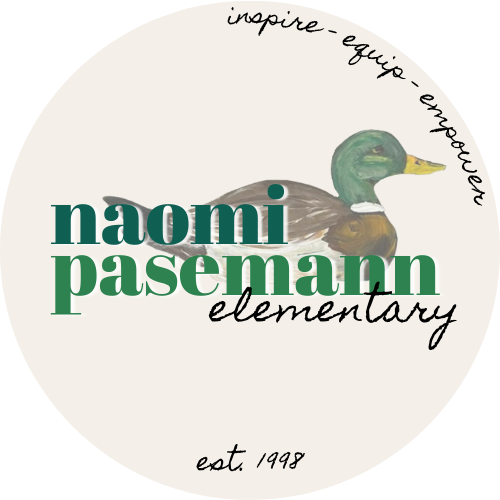 inspire - equip - empower
naomi
pasemann
elementary
est. 1998